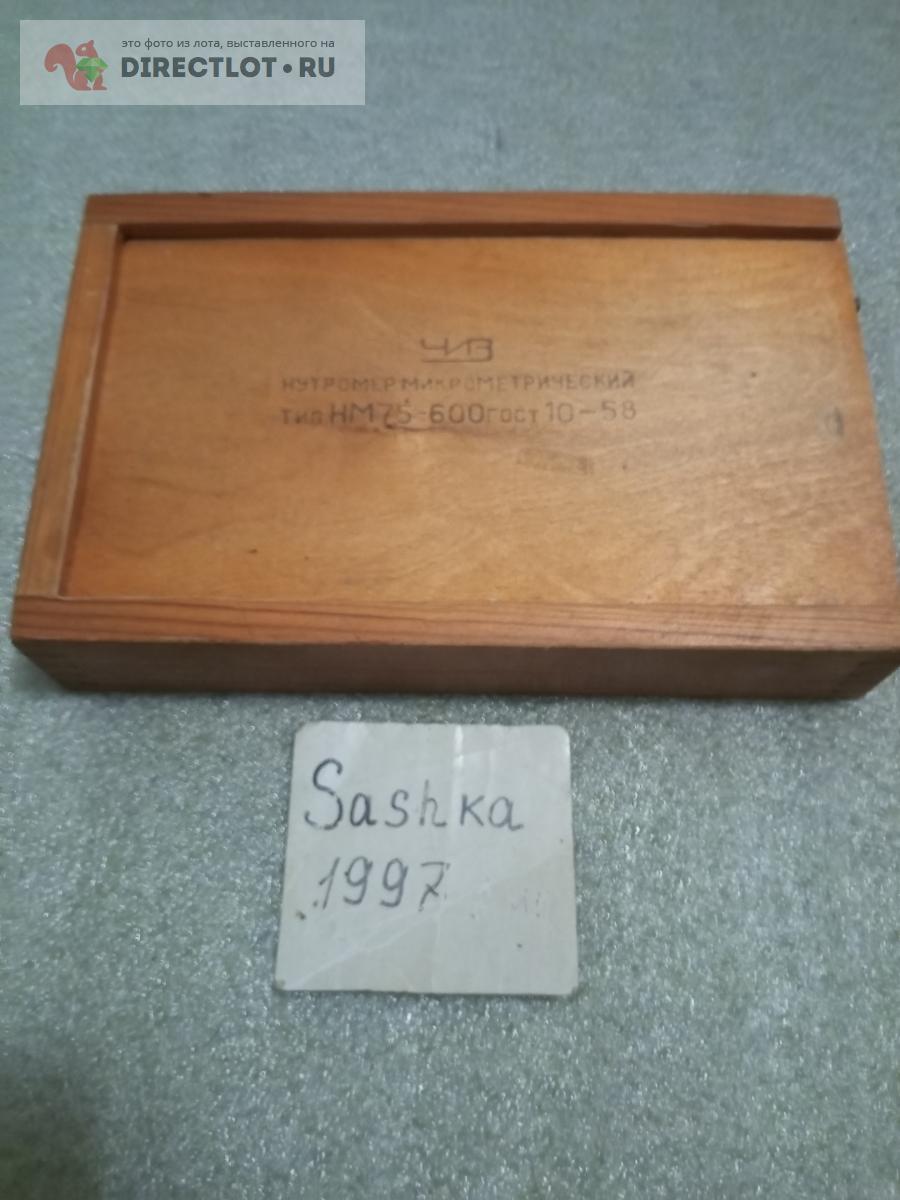 это фото из лота, выставленного на
DIRECTLOT•RU
ЧИЗ
НУТРОМЕР МИКРОМЕТРИЧЕСКИЙ
ТИП НМ75-600 ГОСТ 10-58
Sashka
1997